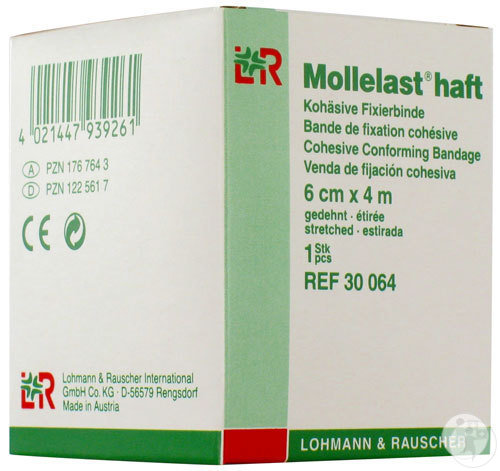 4 021447 939261
A PZN 176 764 3
D PZN 122 561 7
CE
L&R Lohmann & Rauscher International
GmbH Co. KG · D-56579 Rengsdorf
Made in Austria
L&R
Mollelast® haft
Kohäsive Fixierbinde
Bande de fixation cohésive
Cohesive Conforming Bandage
Venda de fijación cohesiva
6 cm x 4 m
gedehnt · étirée
stretched · estirada
1 Stk
pcs
REF 30 064
LOHMANN & RAUSCHER